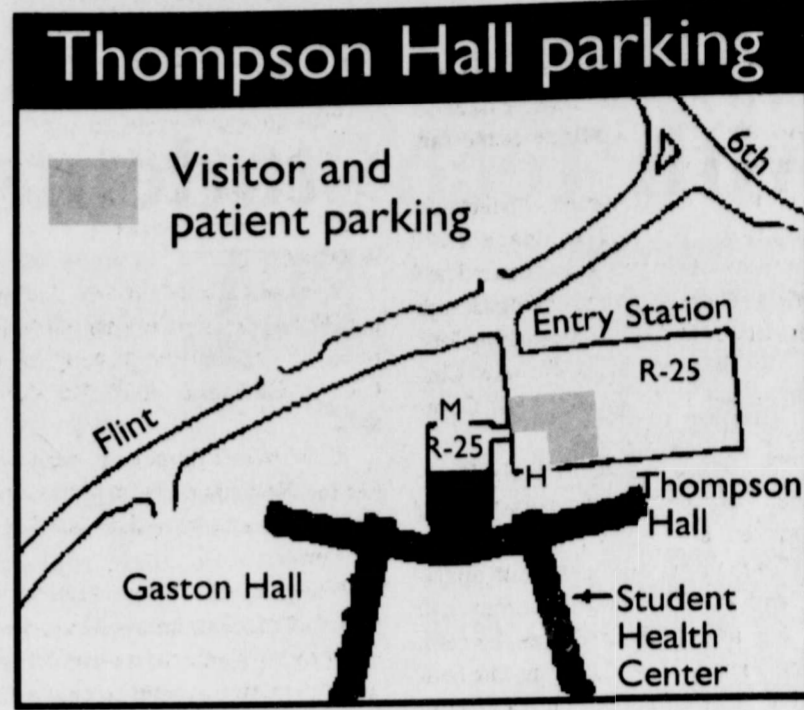 Thompson Hall parking
Visitor and
patient parking
6th
Entry Station
R-25
Flint
M
R-25
H
Thompson
Hall
Gaston Hall
Student
Health
Center